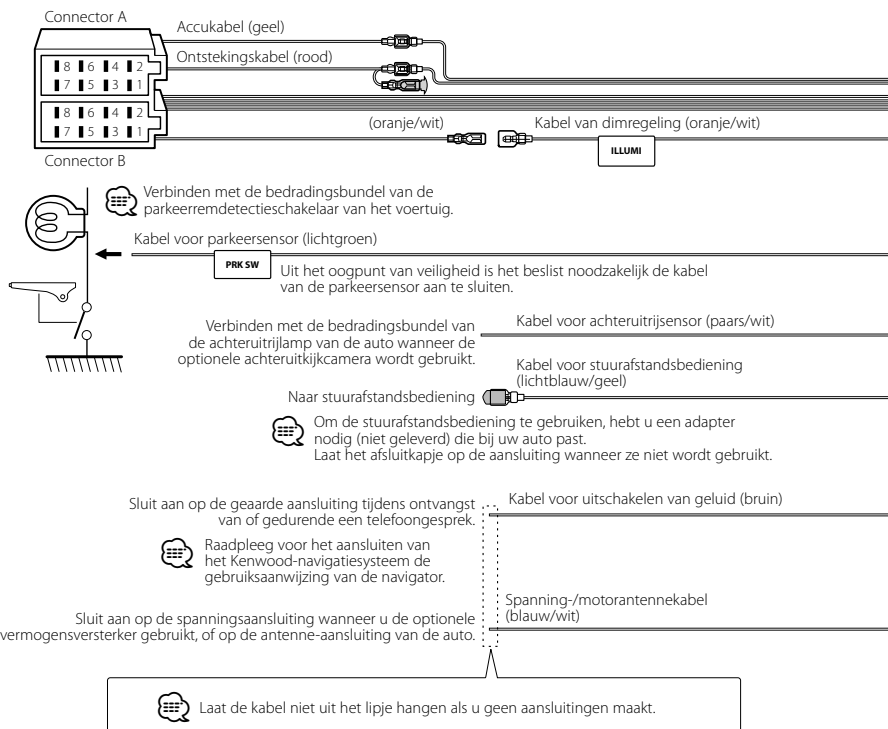 Connector A
Accukabel (geel)
Ontstekingskabel (rood)
8 6 4 2
7 5 3 1
8 6 4 2
7 5 3 1
(oranje/wit)
Kabel van dimregeling (oranje/wit)
ILLUMI
Connector B
Verbinden met de bedradingsbundel van de
parkeerremdetectieschakelaar van het voertuig.
Kabel voor parkeersensor (lichtgroen)
PRK SW
Uit het oogpunt van veiligheid is het beslist noodzakelijk de kabel
van de parkeersensor aan te sluiten.
Verbinden met de bedradingsbundel van
de achteruitrijlamp van de auto wanneer de
optionele achteruitkijkcamera wordt gebruikt.
Kabel voor achteruitrijsensor (paars/wit)
Kabel voor stuurafstandsbediening
(lichtblauw/geel)
Naar stuurafstandsbediening
Om de stuurafstandsbediening te gebruiken, hebt u een adapter
nodig (niet geleverd) die bij uw auto past.
Laat het afsluitkapje op de aansluiting wanneer ze niet wordt gebruikt.
Sluit aan op de geaarde aansluiting tijdens ontvangst
van of gedurende een telefoongesprek.
Kabel voor uitschakelen van geluid (bruin)
Raadpleeg voor het aansluiten van
het Kenwood-navigatiesysteem de
gebruiksaanwijzing van de navigator.
Spanning-/motorantennekabel
(blauw/wit)
Sluit aan op de spanningsaansluiting wanneer u de optionele
vermogensversterker gebruikt, of op de antenne-aansluiting van de auto.
Laat de kabel niet uit het lipje hangen als u geen aansluitingen maakt.